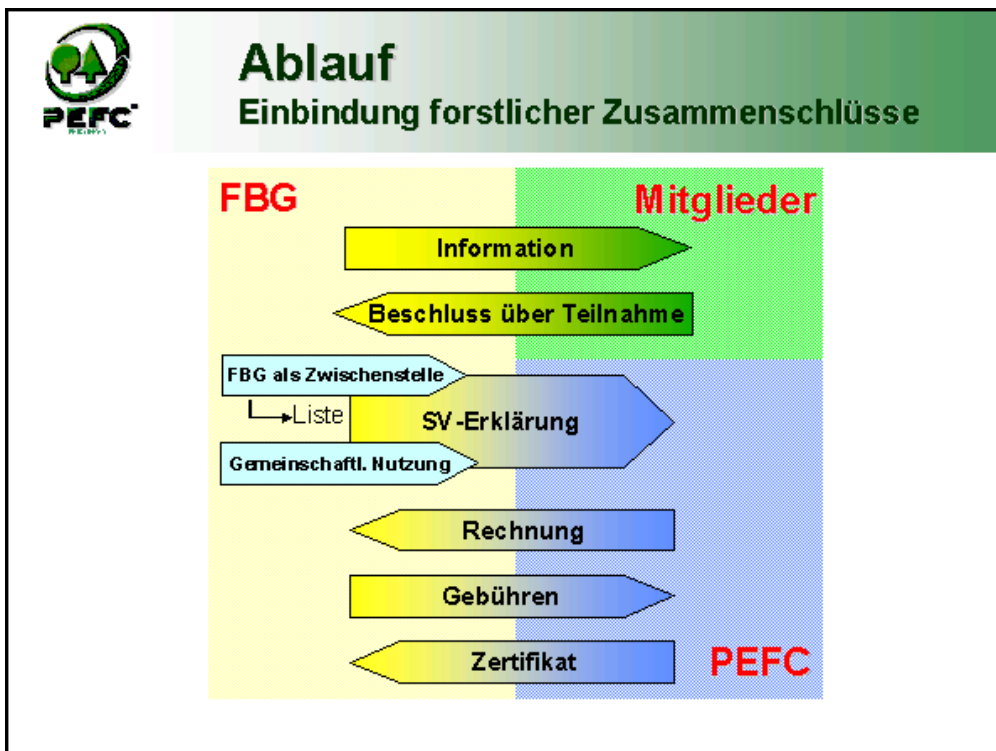 Ablauf
Einbindung forstlicher Zusammenschlüsse
PEFC
FBG
Mitglieder
Information
Beschluss über Teilnahme
FBG als Zwischenstelle
Liste
SV-Erklärung
Gemeinschaftl. Nutzung
Rechnung
Gebühren
Zertifikat
PEFC